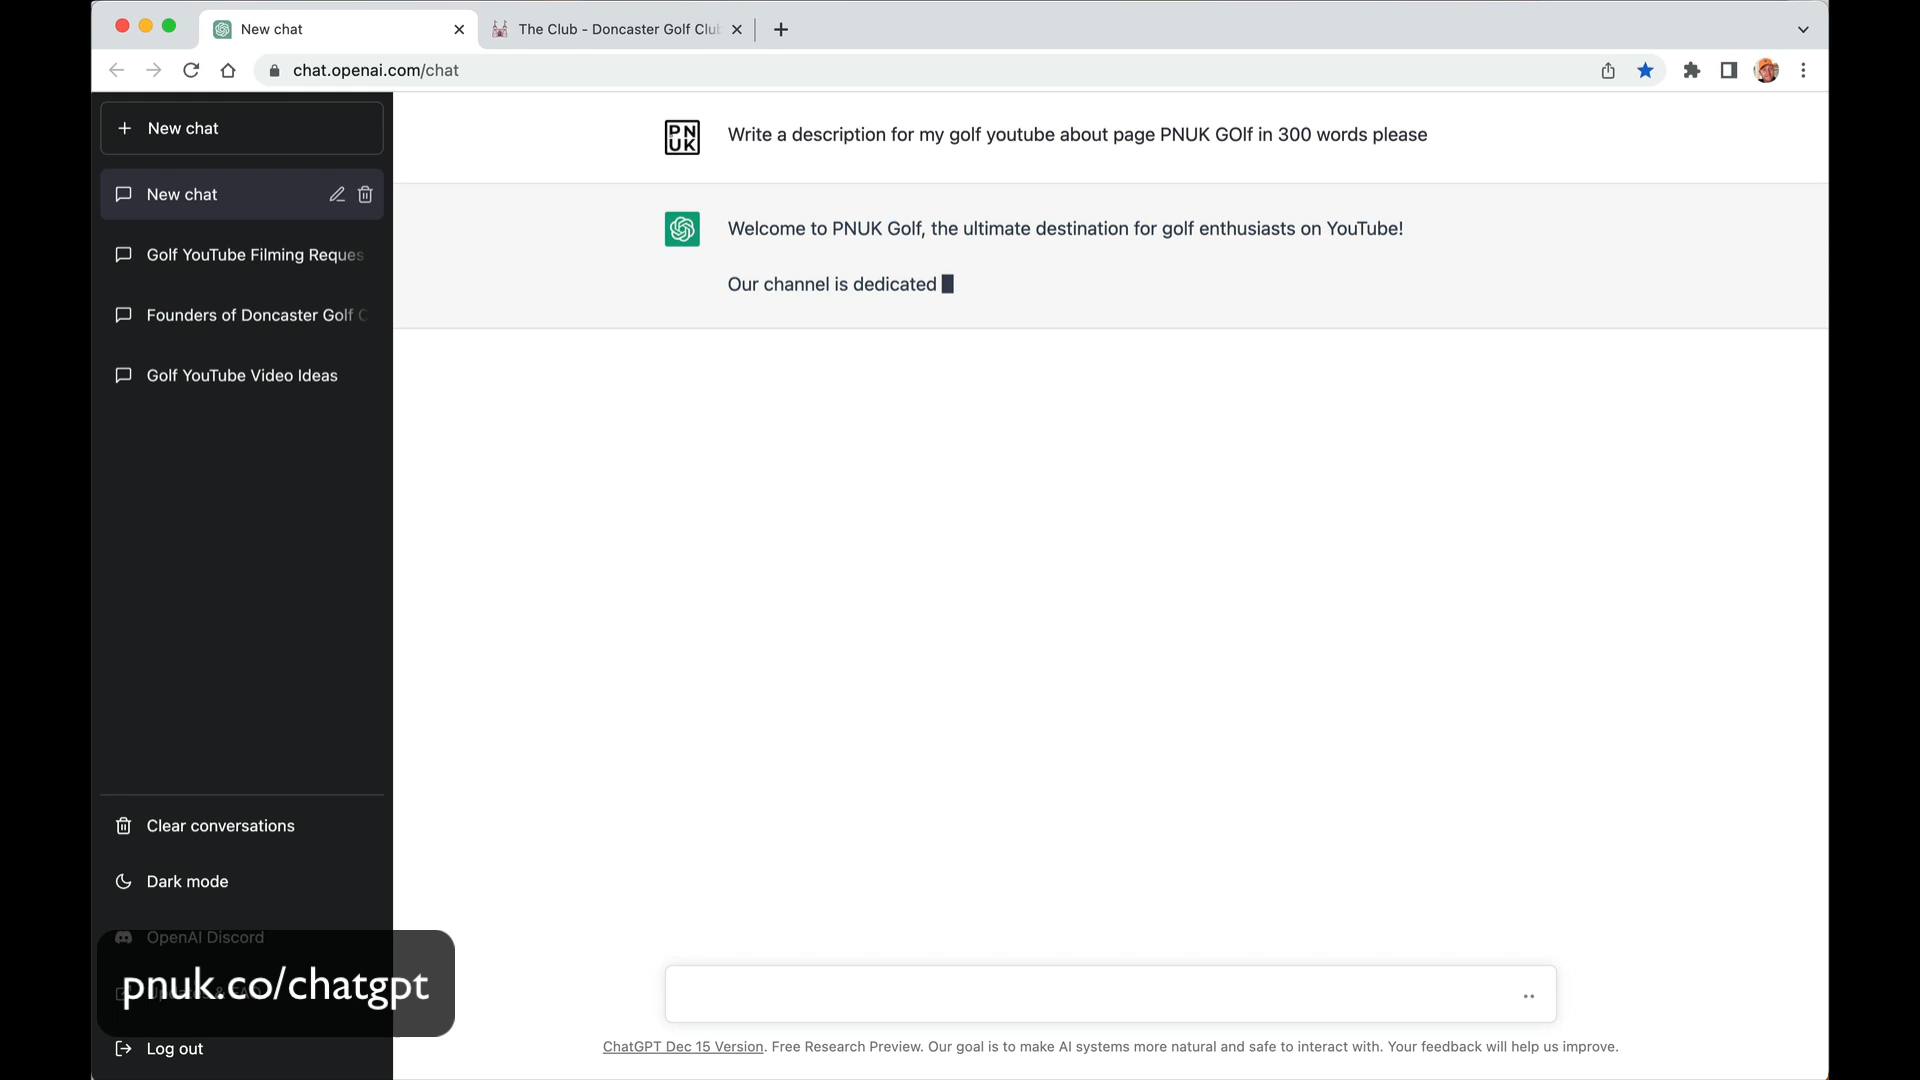 New chat
The Club - Doncaster Golf Clu
chat.openai.com/chat
New chat
New chat
Golf YouTube Filming Reques
Founders of Doncaster Golf C
Golf YouTube Video Ideas
Clear conversations
Dark mode
OpenAI Discord
pnuk.co/chatgpt
Log out
PN
UK
Write a description for my golf youtube about page PNUK GOlf in 300 words please
Welcome to PNUK Golf, the ultimate destination for golf enthusiasts on YouTube!
Our channel is dedicated
ChatGPT Dec 15 Version. Free Research Preview. Our goal is to make AI systems more natural and safe to interact with. Your feedback will help us improve.